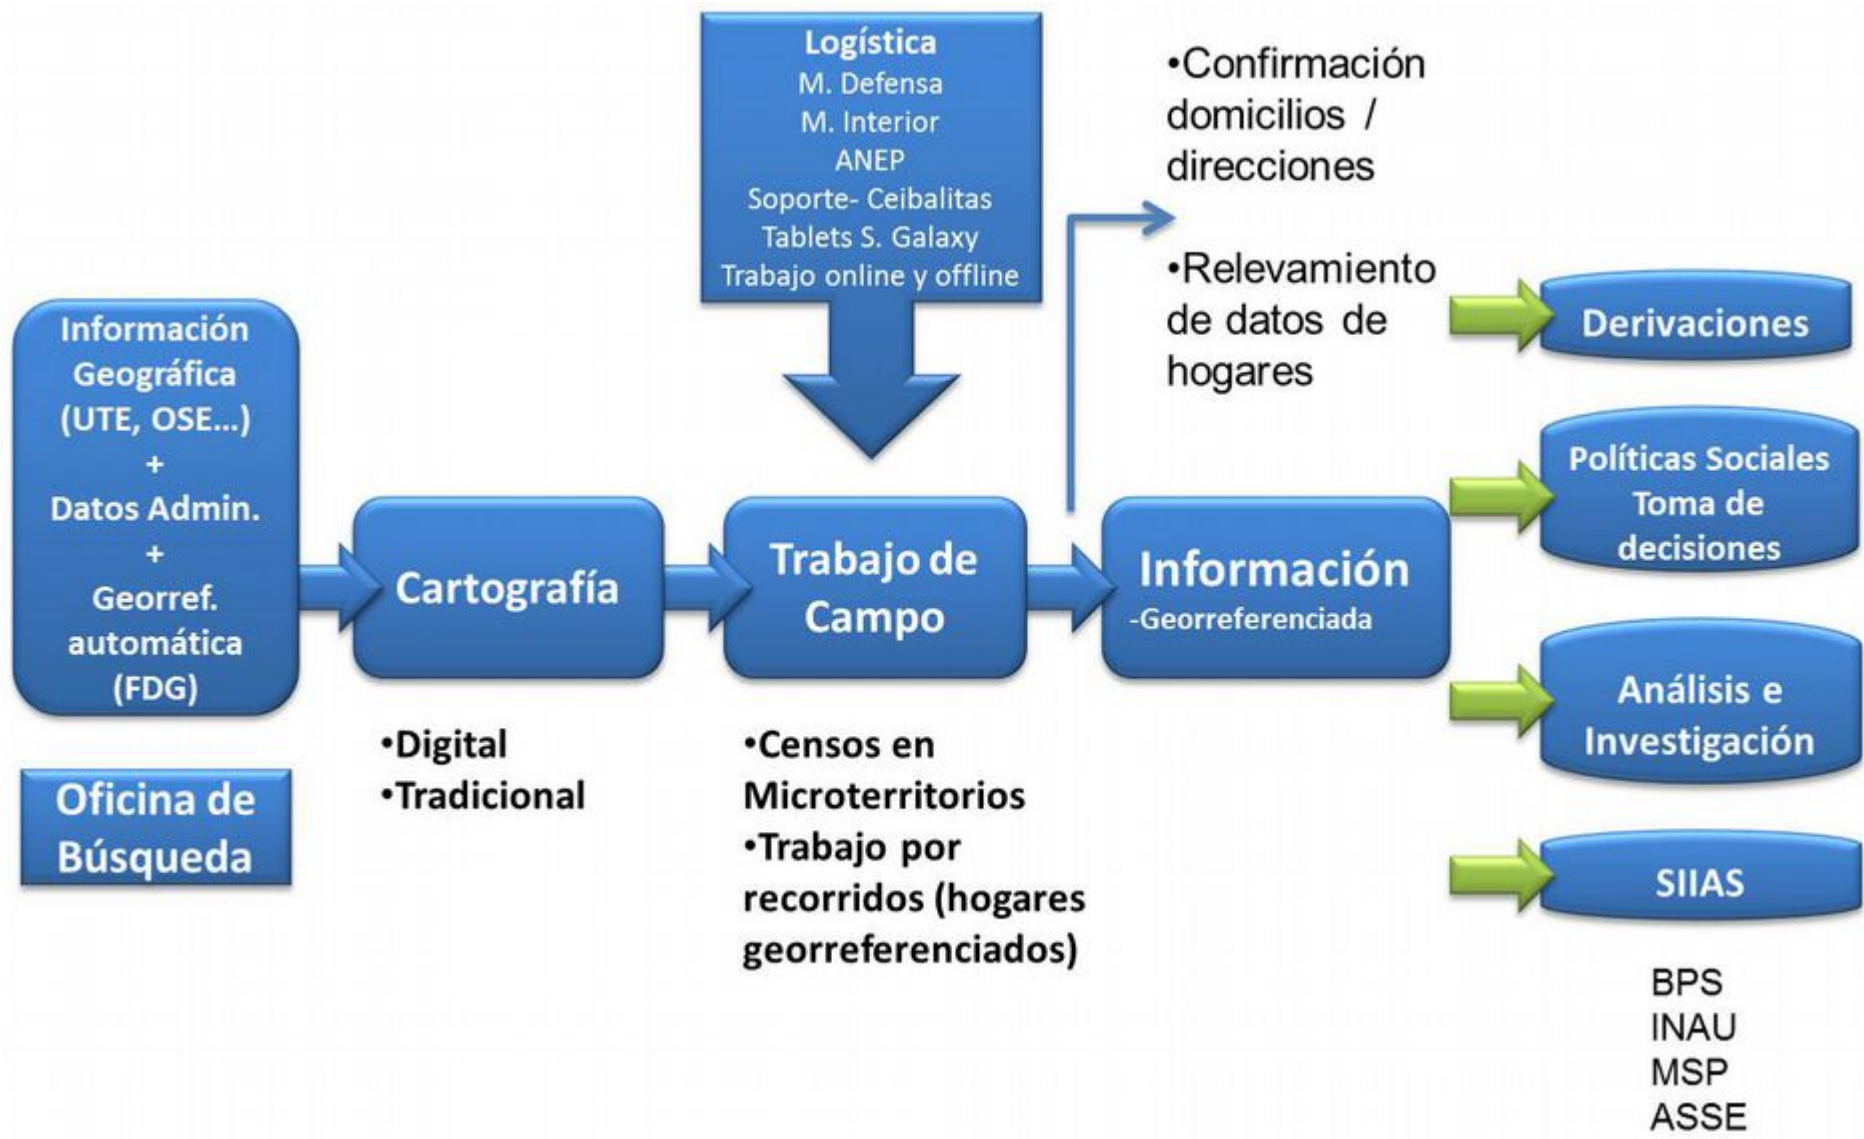 Logística
M. Defensa
M. Interior
ANEP
Soporte- Ceibalitas
Tablets S. Galaxy
Trabajo online y offline
•Confirmación
domicilios /
direcciones
•Relevamiento
de datos de
hogares
Información
Geográfica
(UTE, OSE...)
+
Datos Admin.
+
Georref.
automática
(FDG)
Oficina de
Búsqueda
Cartografía
•Digital
•Tradicional
Trabajo de
Campo
•Censos en
Microterritorios
•Trabajo por
recorridos (hogares
georreferenciados)
Información
-Georreferenciada
Derivaciones
Políticas Sociales
Toma de
decisiones
Análisis e
Investigación
SIIAS
BPS
INAU
MSP
ASSE